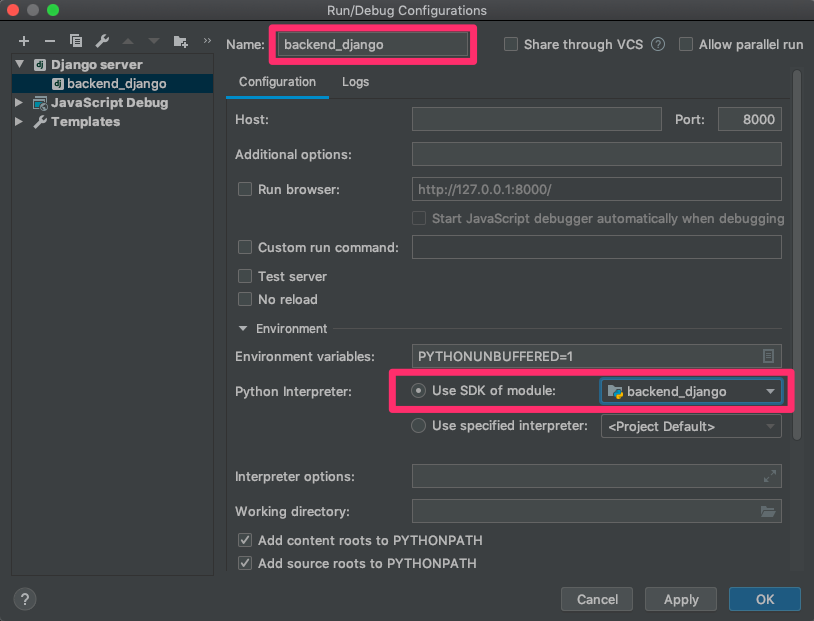 Run/Debug Configurations
Name: backend_django Share through VCS ? Allow parallel run
Django server
backend_django
JavaScript Debug
Templates
Configuration Logs
Host: Port: 8000
Additional options:
Run browser: http://127.0.0.1:8000/
Start JavaScript debugger automatically when debugging
Custom run command:
Test server
No reload
Environment
Environment variables: PYTHONUNBUFFERED=1
Python Interpreter: Use SDK of module: backend_django
Use specified interpreter: <Project Default>
Interpreter options:
Working directory:
Add content roots to PYTHONPATH
Add source roots to PYTHONPATH
? Cancel Apply OK